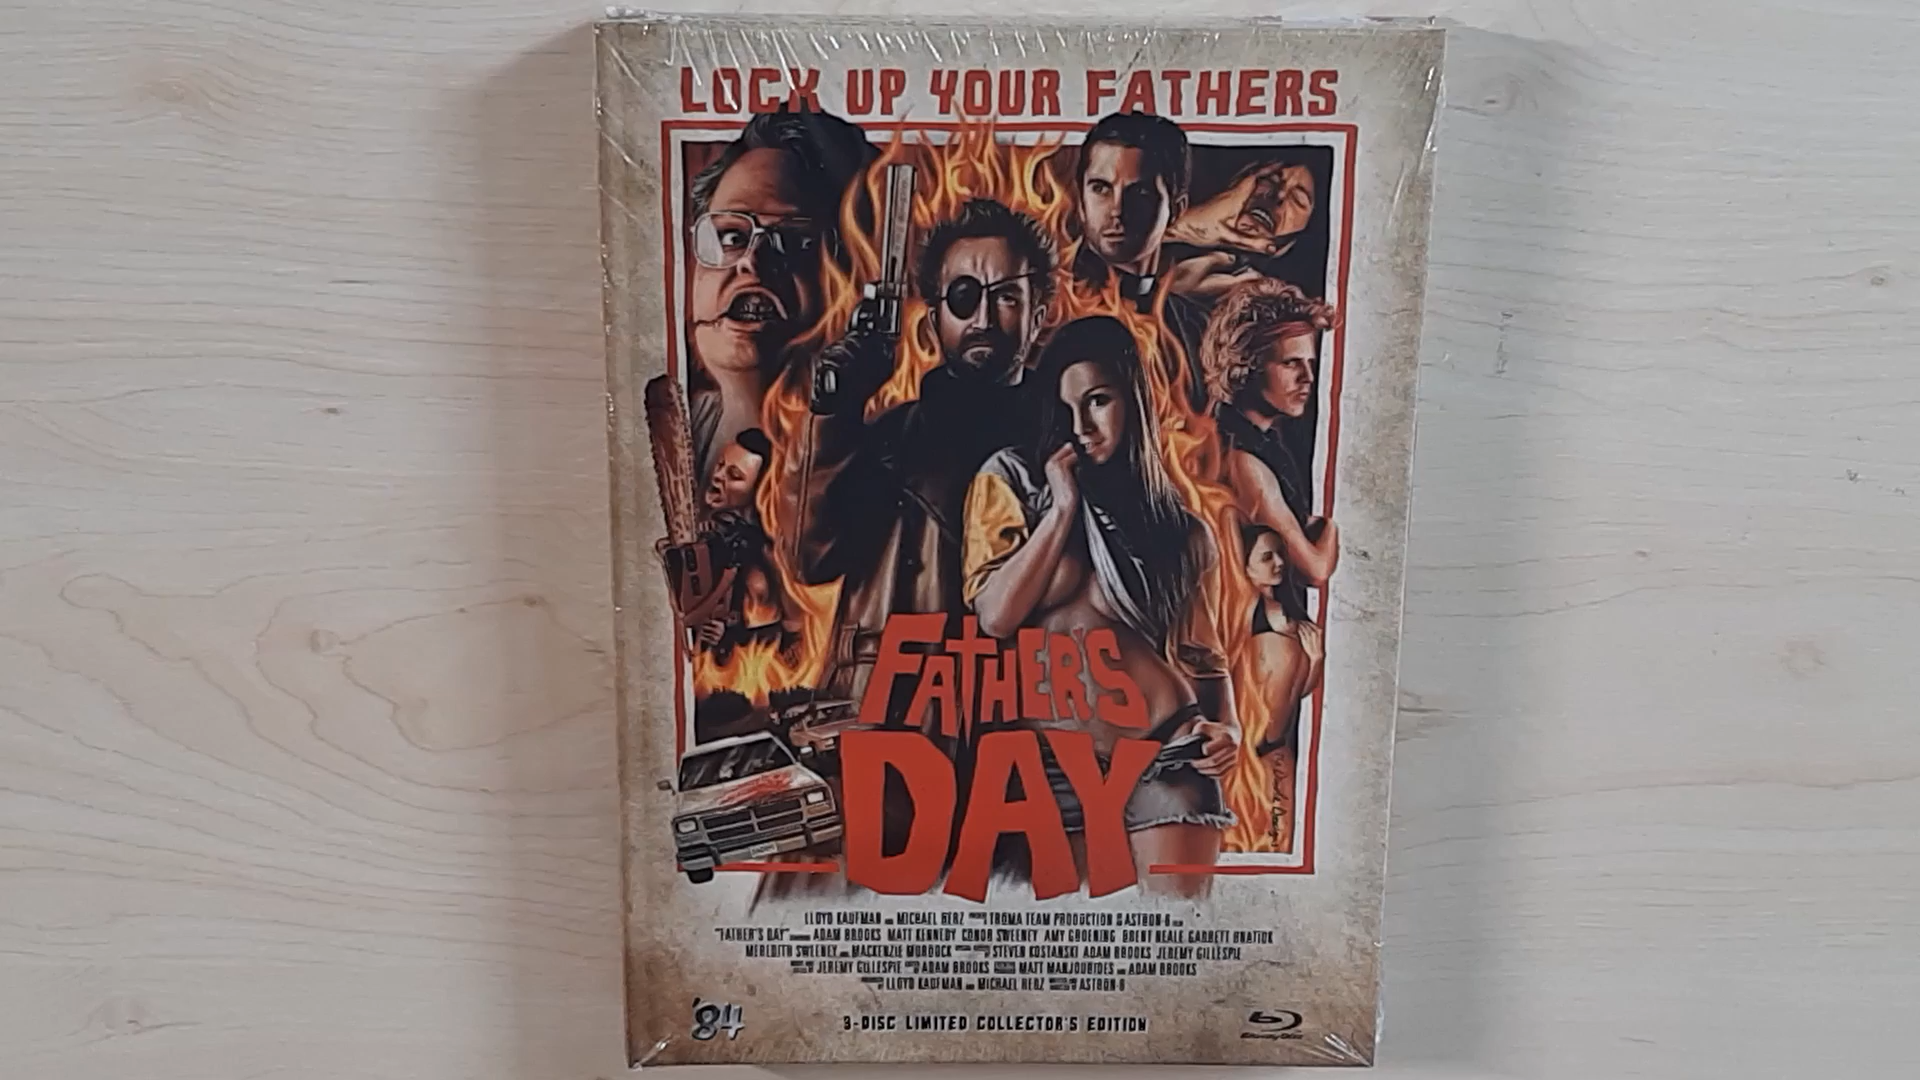 LOCK UP YOUR FATHERS
FATHER'S
DAY
LLOYD KAUFMAN MICHAEL HERZ TROMA TEAM PRODUCTION ASTRON-6
"FATHER'S DAY" ADAM BROOKS MATT KENNEDY CONOR SWEENEY AMY GROENING BRENT NEALE GARRETT HNATIUK
MEREDITH SWEENEY MACKENZIE MURDOCK STEVEN KOSTANSKI ADAM BROOKS JEREMY GILLESPIE
JEREMY GILLESPIE ADAM BROOKS MATT MANJOURIDES ADAM BROOKS
LLOYD KAUFMAN MICHAEL HERZ ASTRON-6
'84 3-DISC LIMITED COLLECTOR'S EDITION Blu-ray Disc